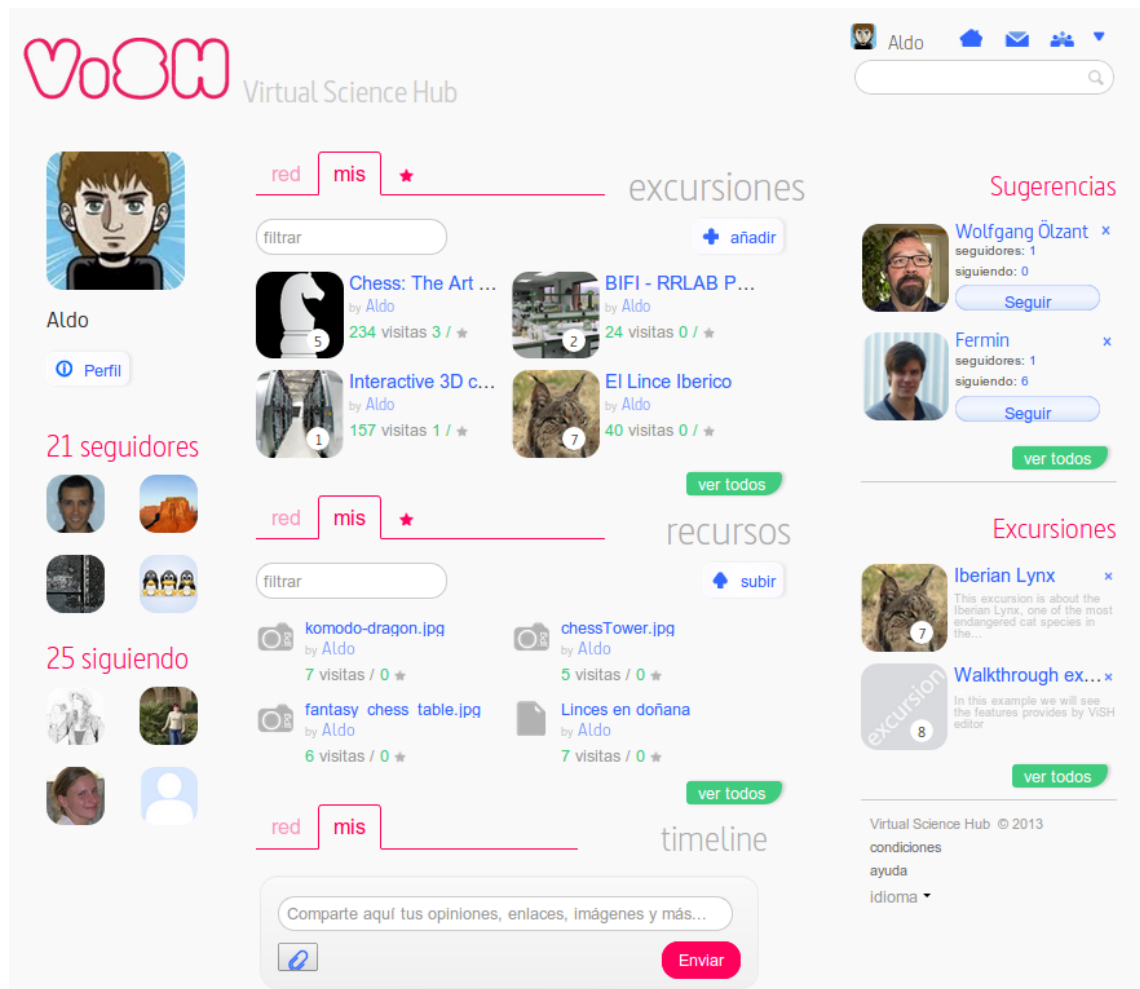 ViSH Virtual Science Hub
Aldo
Aldo
Perfil
21 seguidores
25 siguiendo
red mis
excursiones
filtrar
añadir
Chess: The Art ...
by Aldo
234 visitas 3 /
5
BIFI - RRLAB P...
by Aldo
24 visitas 0 /
2
Interactive 3D c...
by Aldo
157 visitas 1 /
1
El Lince Iberico
by Aldo
40 visitas 0 /
7
ver todos
red mis
recursos
filtrar
subir
komodo-dragon.jpg
by Aldo
7 visitas / 0
chessTower.jpg
by Aldo
5 visitas / 0
fantasy_chess_table.jpg
by Aldo
6 visitas / 0
Linces en doñana
by Aldo
7 visitas / 0
ver todos
red mis
timeline
Comparte aquí tus opiniones, enlaces, imágenes y más...
Enviar
Sugerencias
Wolfgang Ölzant ×
seguidores: 1
siguiendo: 0
Seguir
Fermin ×
seguidores: 1
siguiendo: 6
Seguir
ver todos
Excursiones
Iberian Lynx ×
This excursion is about the
Iberian Lynx, one of the most
endangered cat species in
the...
7
Walkthrough ex...×
In this example we will see
the features provides by ViSH
editor
excursion
8
ver todos
Virtual Science Hub © 2013
condiciones
ayuda
idioma